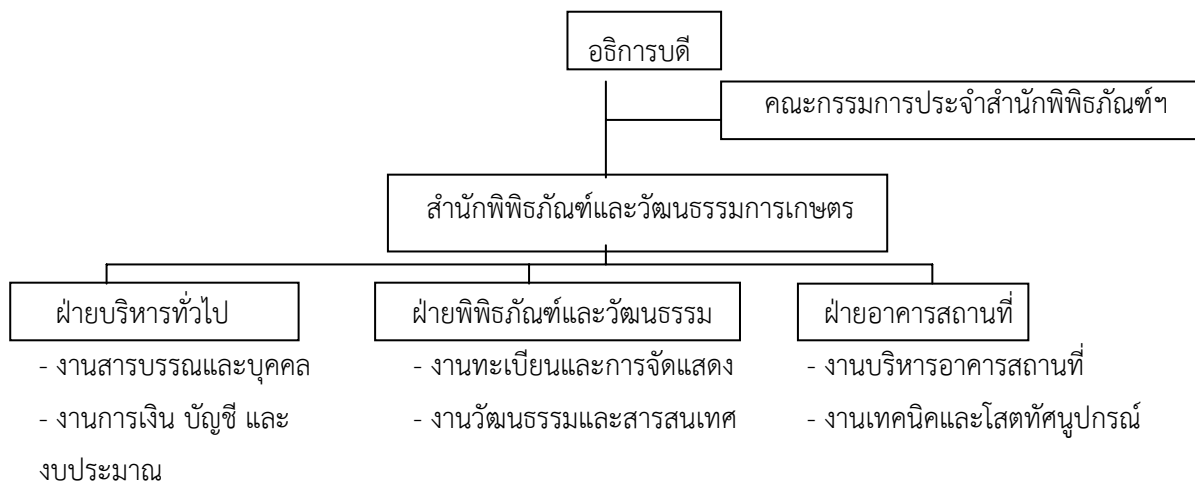 อธิการบดี
คณะกรรมการประจำสำนักพิพิธภัณฑ์ฯ
สำนักพิพิธภัณฑ์และวัฒนธรรมการเกษตร
ฝ่ายบริหารทั่วไป
- งานสารบรรณและบุคคล
- งานการเงิน บัญชี และ
งบประมาณ
ฝ่ายพิพิธภัณฑ์และวัฒนธรรม
- งานทะเบียนและการจัดแสดง
- งานวัฒนธรรมและสารสนเทศ
ฝ่ายอาคารสถานที่
- งานบริหารอาคารสถานที่
- งานเทคนิคและโสตทัศนูปกรณ์